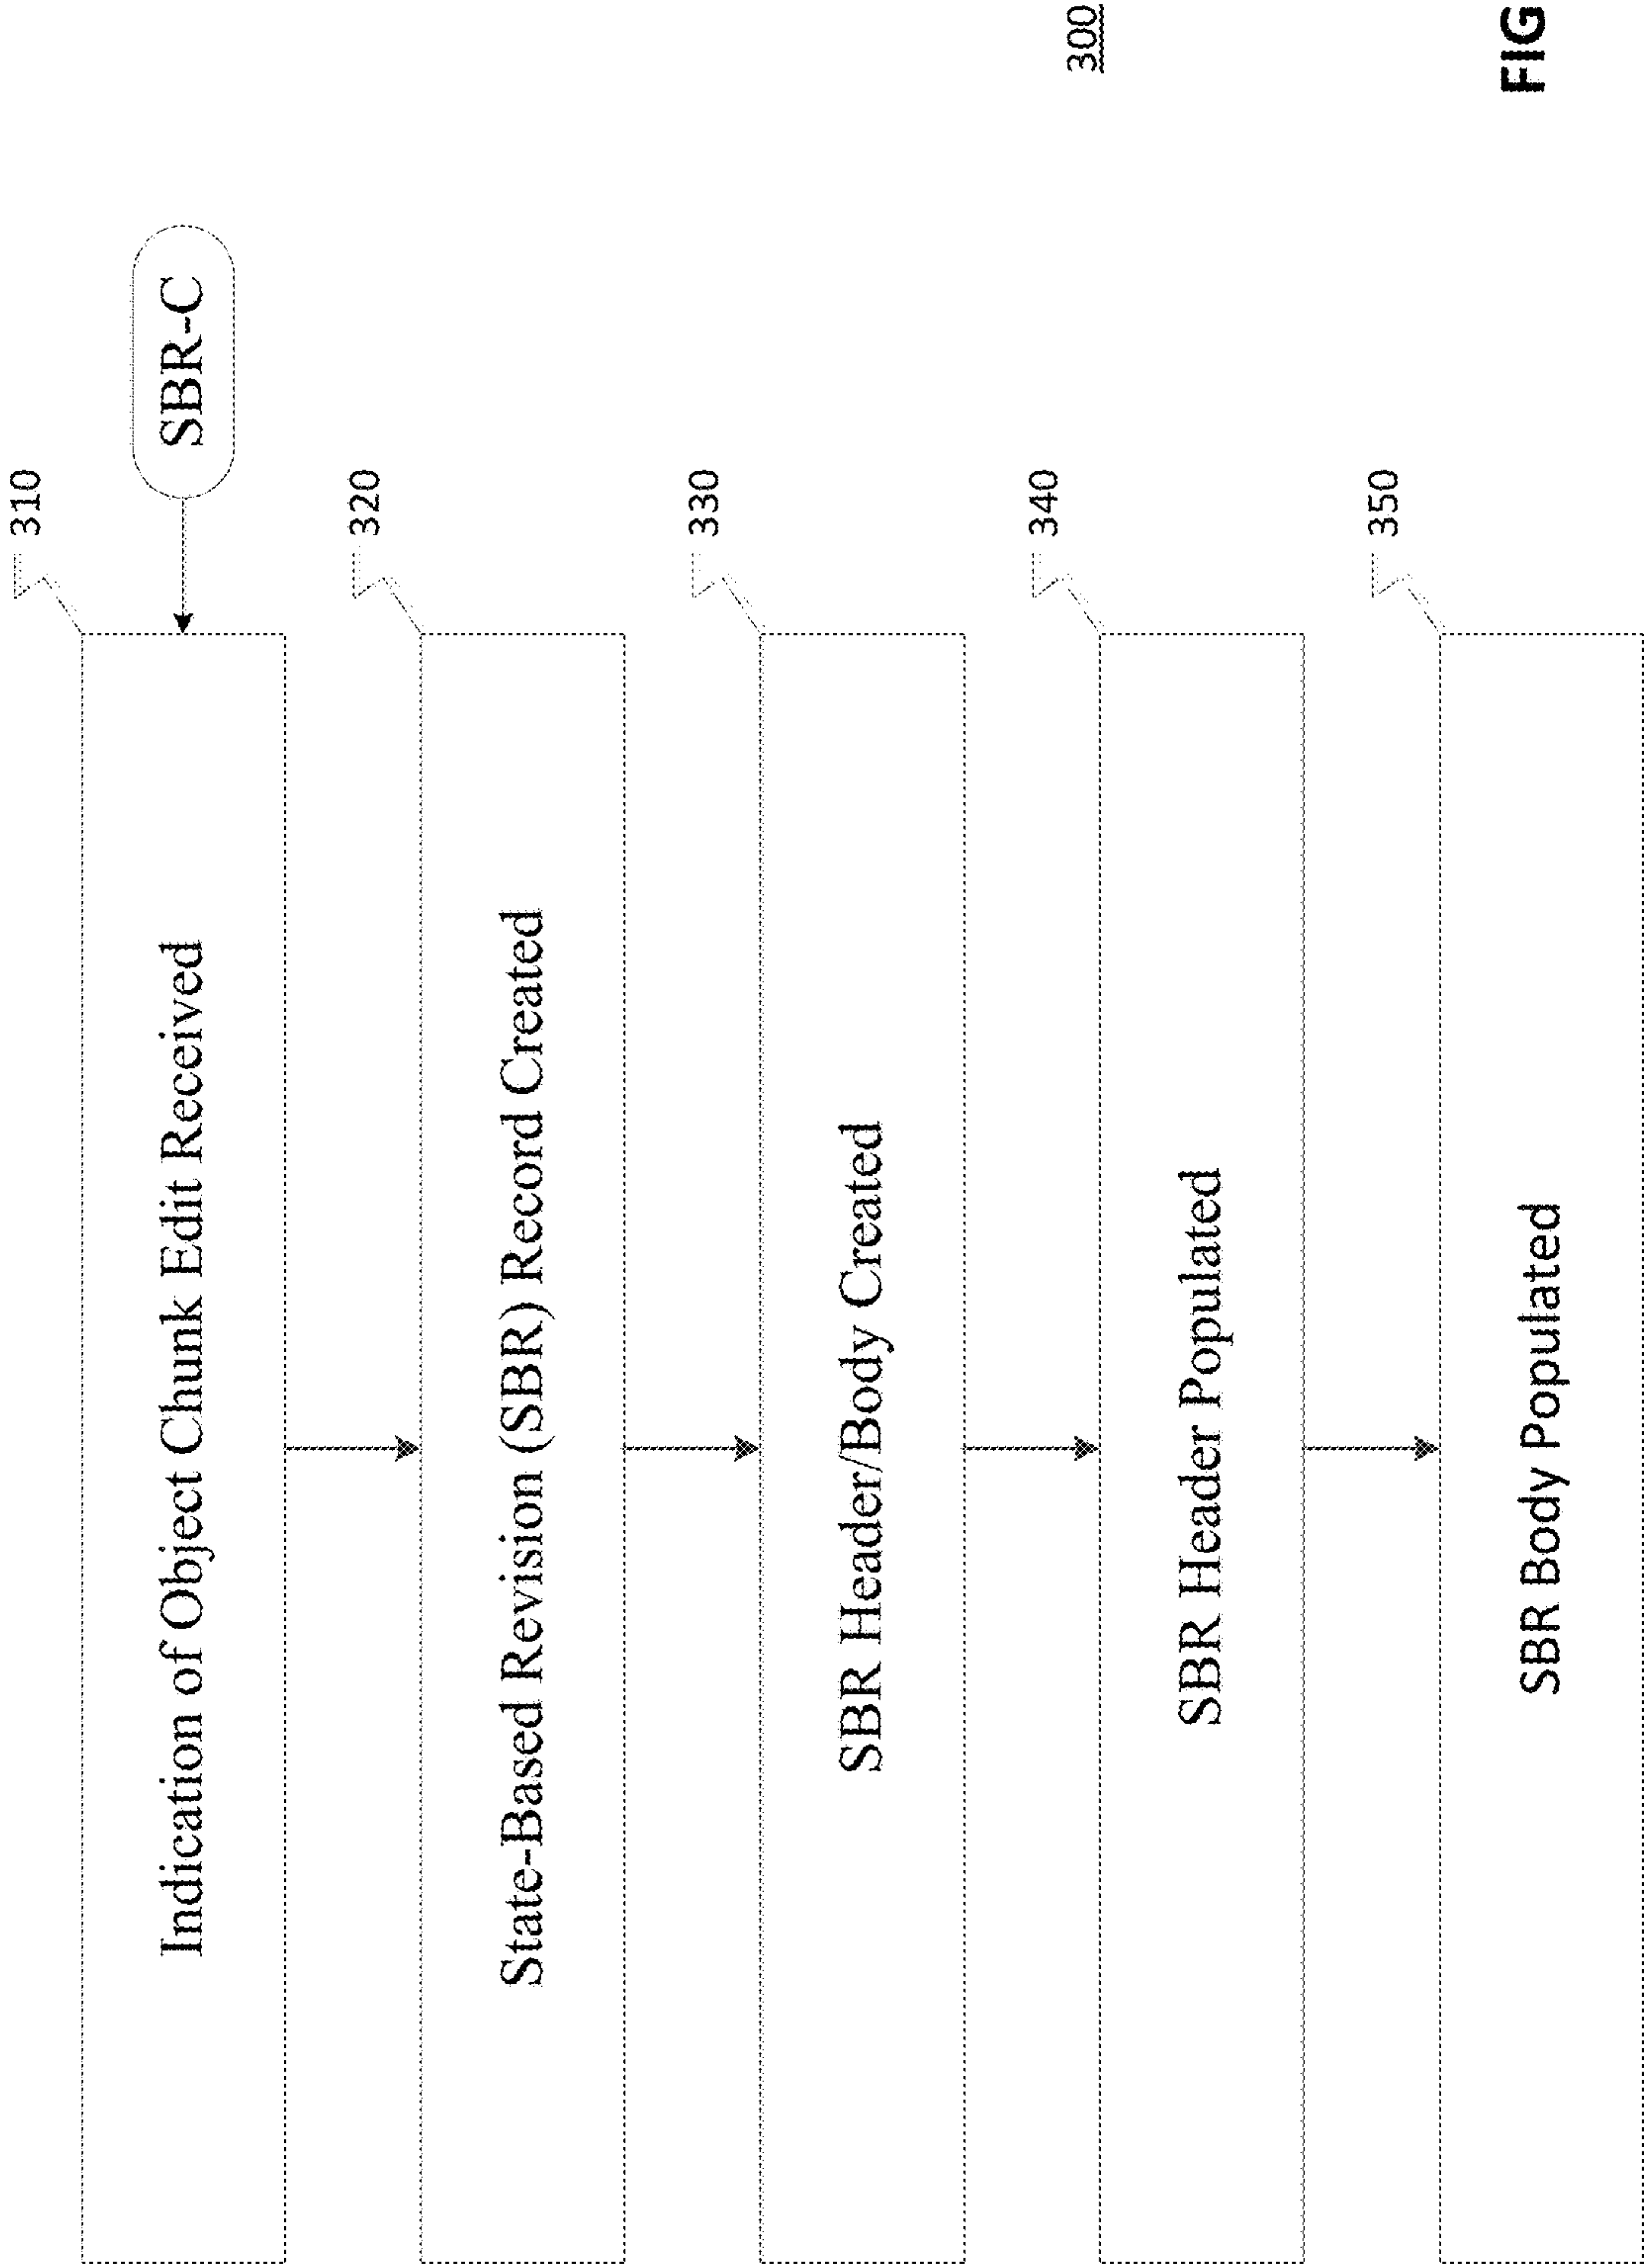 310
SBR-C
Indication of Object Chunk Edit Received
320
State-Based Revision (SBR) Record Created
330
SBR Header/Body Created
340
300
SBR Header Populated
350
SBR Body Populated
FIG